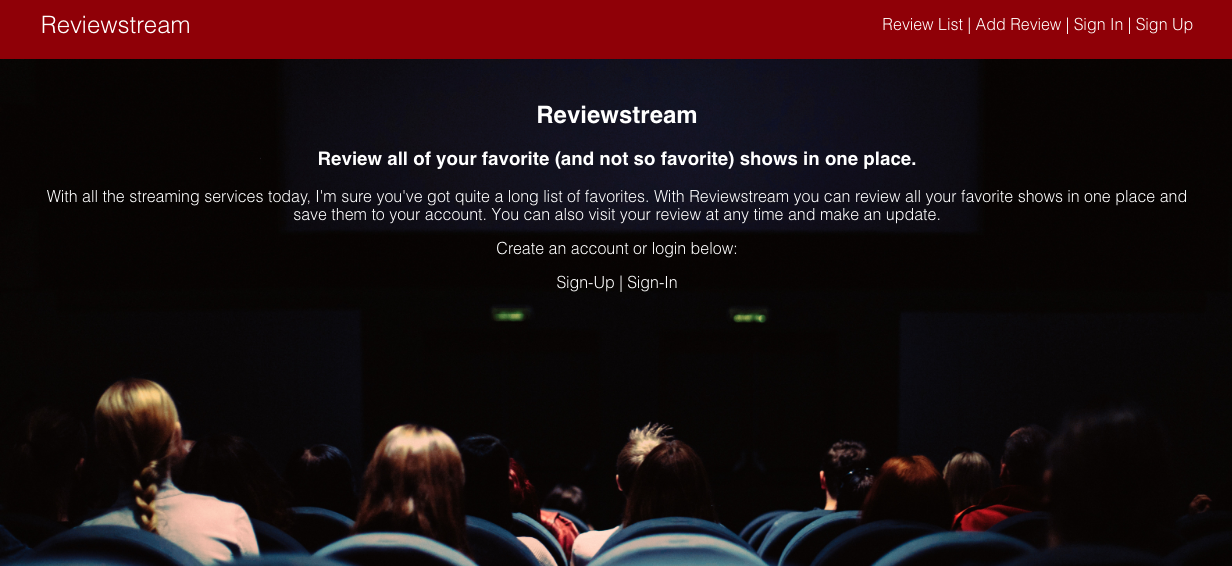 Reviewstream
Review List | Add Review | Sign In | Sign Up
Reviewstream
Review all of your favorite (and not so favorite) shows in one place.
With all the streaming services today, I'm sure you've got quite a long list of favorites. With Reviewstream you can review all your favorite shows in one place and
save them to your account. You can also visit your review at any time and make an update.
Create an account or login below:
Sign-Up | Sign-In